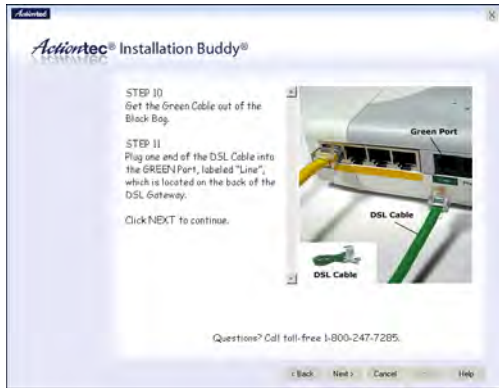 Actiontec
Actiontec® Installation Buddy®
STEP 10
Get the Green Cable out of the
Black Bag.
STEP 11
Plug one end of the DSL Cable into
the GREEN Port, labeled "Line",
which is located on the back of the
DSL Gateway.
Click NEXT to continue.
Green Port
DSL Cable
DSL Cable
Questions? Call toll-free 1-800-247-7285.
< Back Next > Cancel Help